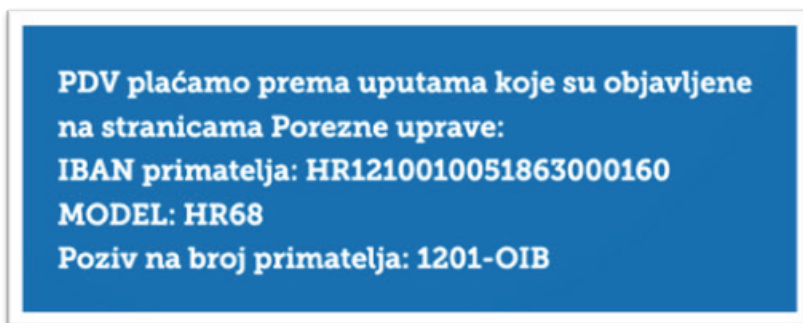 PDV plaćamo prema uputama koje su objavljene
na stranicama Porezne uprave:
IBAN primatelja: HR1210010051863000160
MODEL: HR68
Poziv na broj primatelja: 1201-OIB